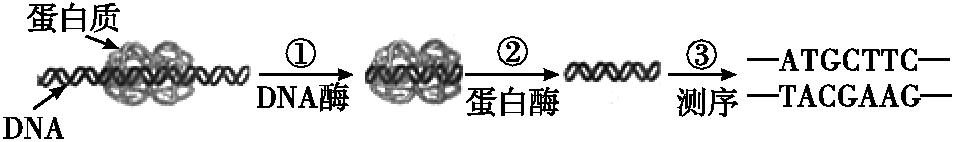 蛋白质
DNA
①
DNA酶
②
蛋白酶
③
测序
—ATGCTTC—
—TACGAAG—